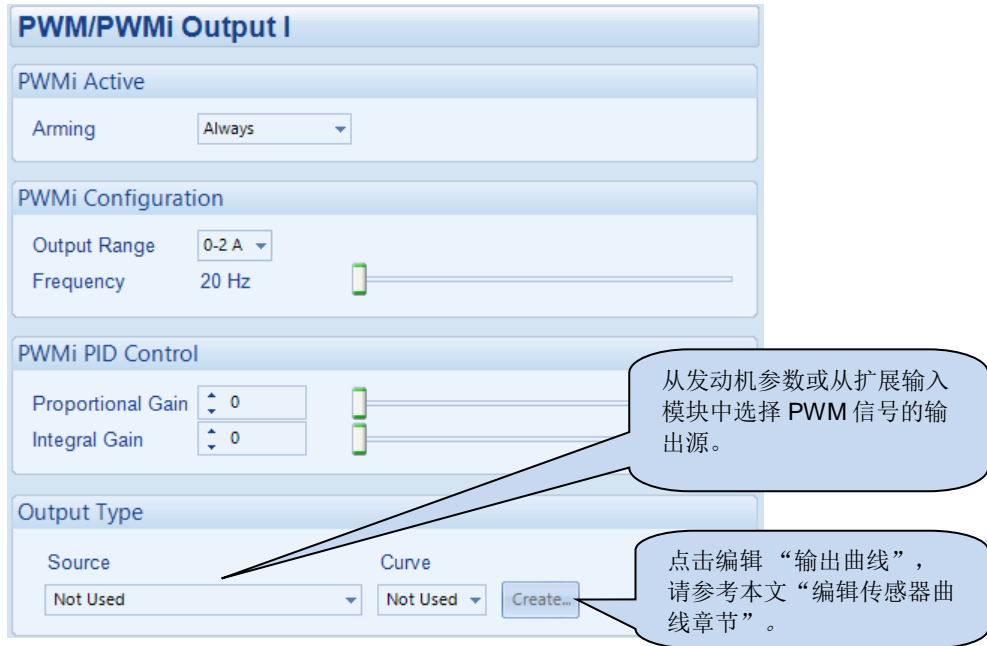 PWM/PWMi Output I
PWMi Active
Arming Always
PWMi Configuration
Output Range 0-2 A
Frequency 20 Hz
PWMi PID Control
Proportional Gain 0
Integral Gain 0
从发动机参数或从扩展输入
模块中选择 PWM 信号的输
出源。
Output Type
Source Curve
Not Used Not Used Create...
点击编辑 “输出曲线”，
请参考本文“编辑传感器曲
线章节”。